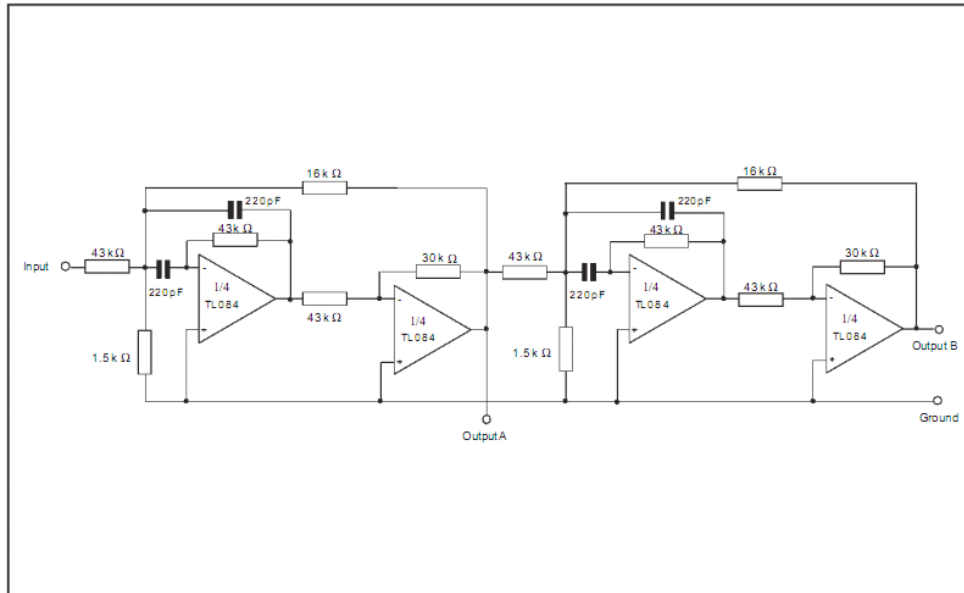 16k Ω
16k Ω
220pF
220pF
43k Ω
43k Ω
Input
43k Ω
30k Ω
43k Ω
30k Ω
220pF
1/4
TL084
43k Ω
1/4
TL084
220pF
1/4
TL084
43k Ω
1/4
TL084
1.5k Ω
1.5k Ω
Output B
Output A
Ground
-
+
-
+
-
+
-
+